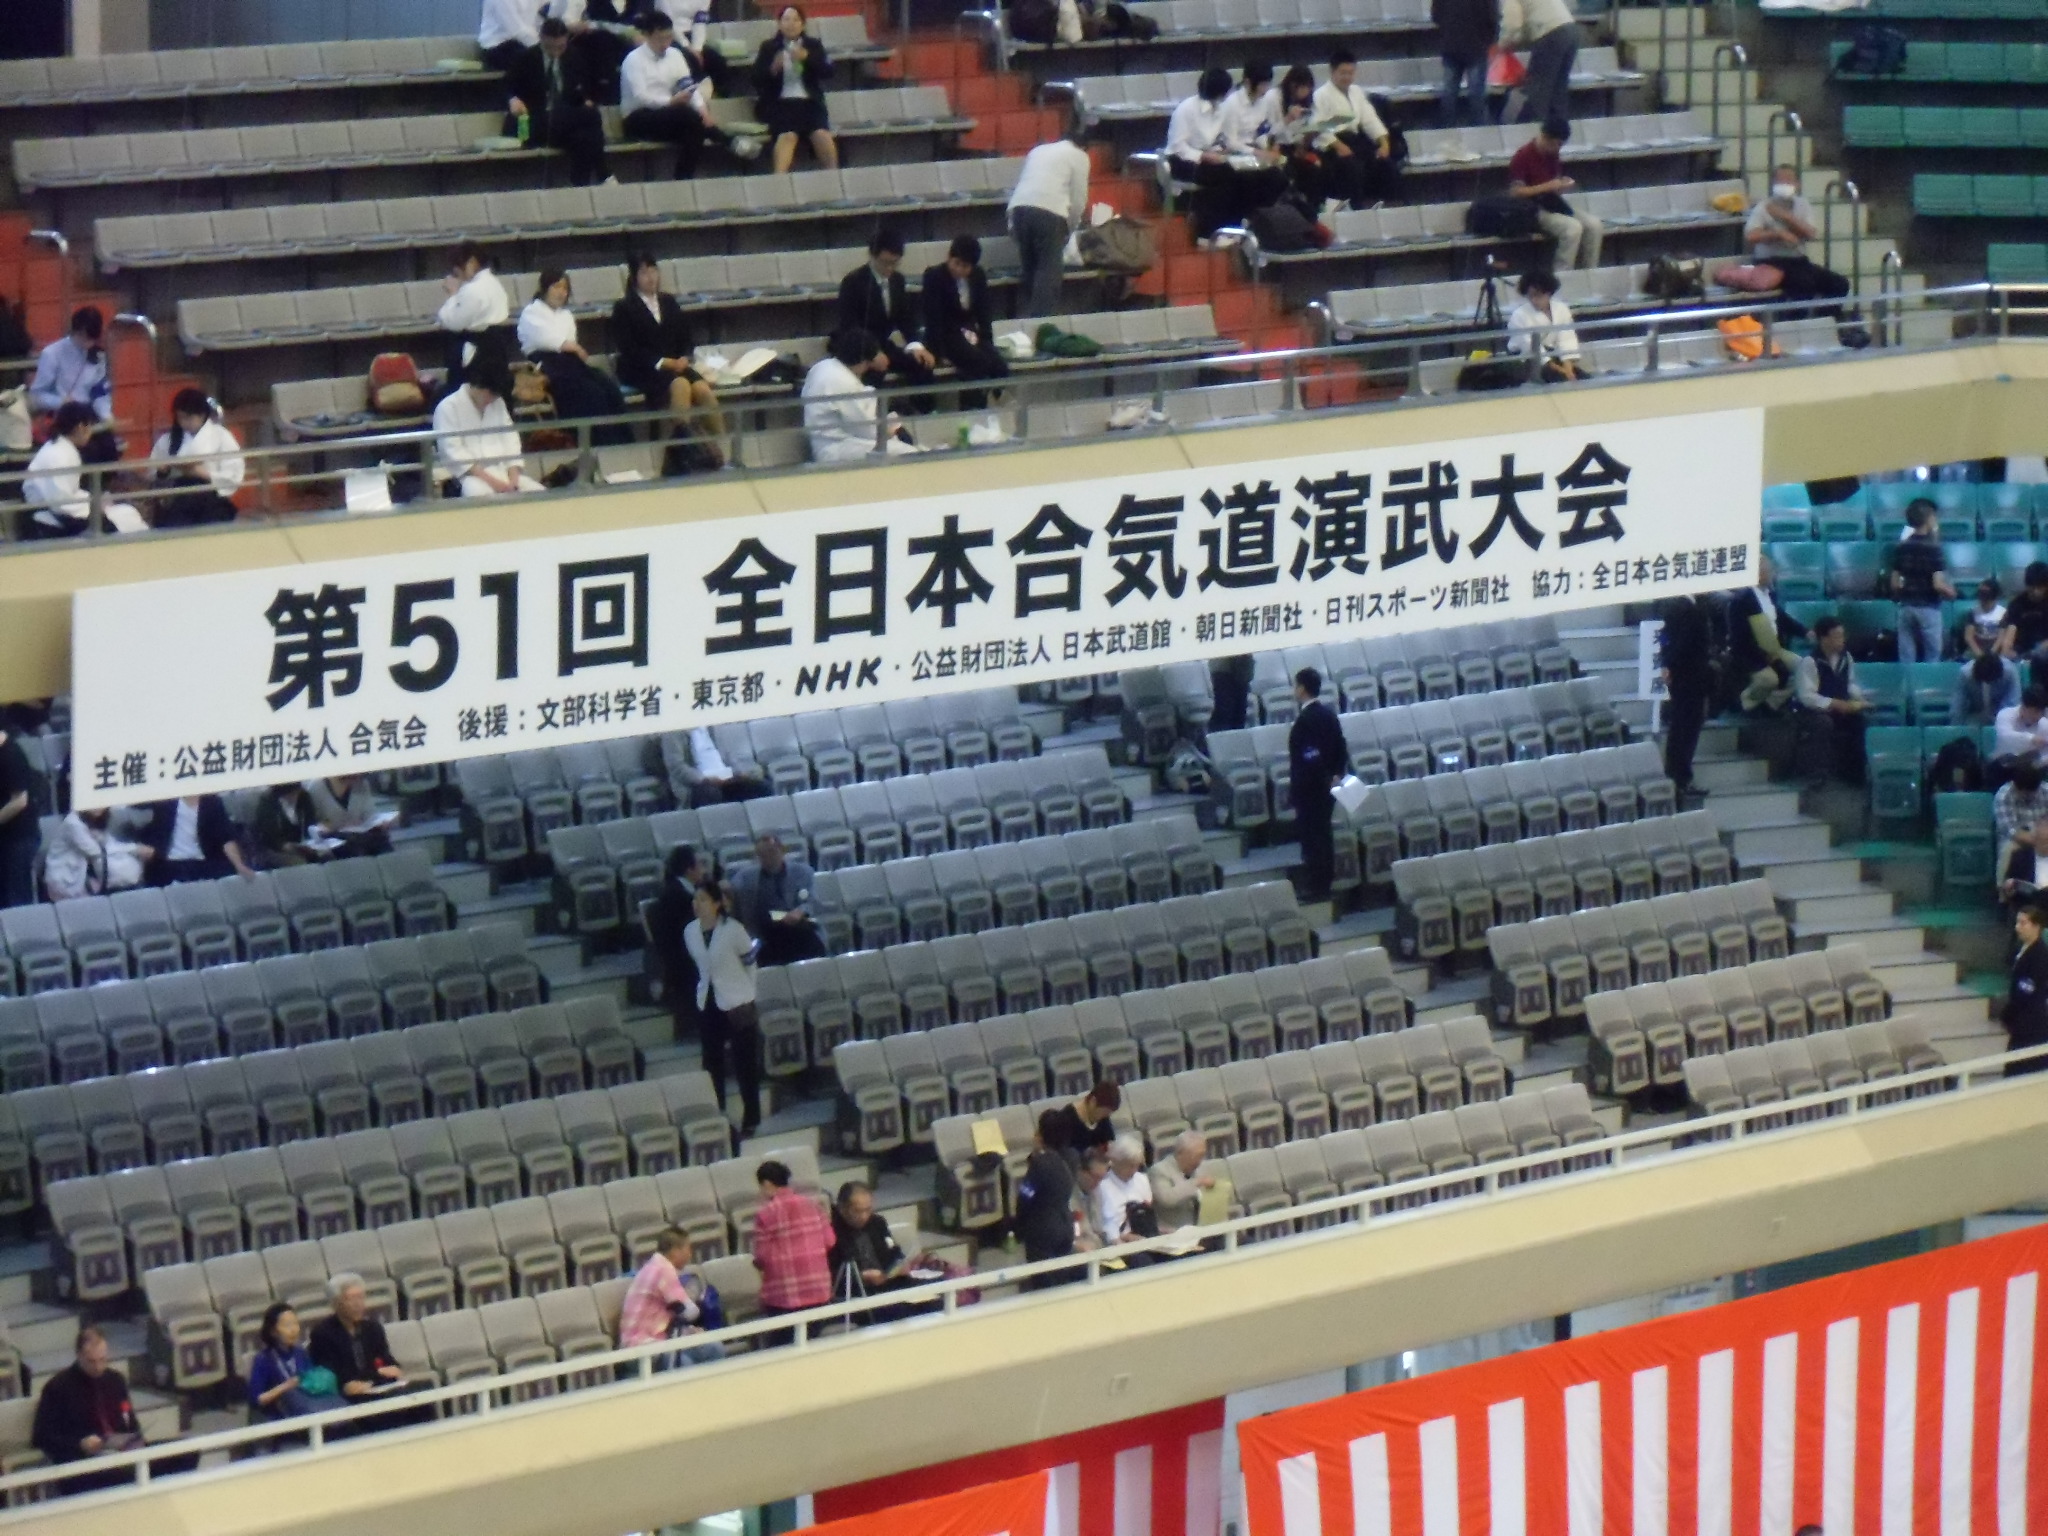 第51回 全日本合気道演武大会
主催：公益財団法人 合気会　後援：文部科学省・東京都・NHK・公益財団法人 日本武道館・朝日新聞社・日刊スポーツ新聞社　協力：全日本合気道連盟